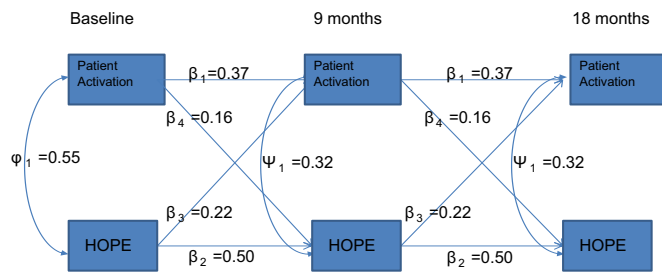 Baseline 9 months 18 months
Patient Activation
β1=0.37
Patient Activation
β1=0.37
Patient Activation
β4=0.16
β4=0.16
φ1=0.55
Ψ1=0.32
Ψ1=0.32
β3=0.22
β3=0.22
HOPE
β2=0.50
HOPE
β2=0.50
HOPE